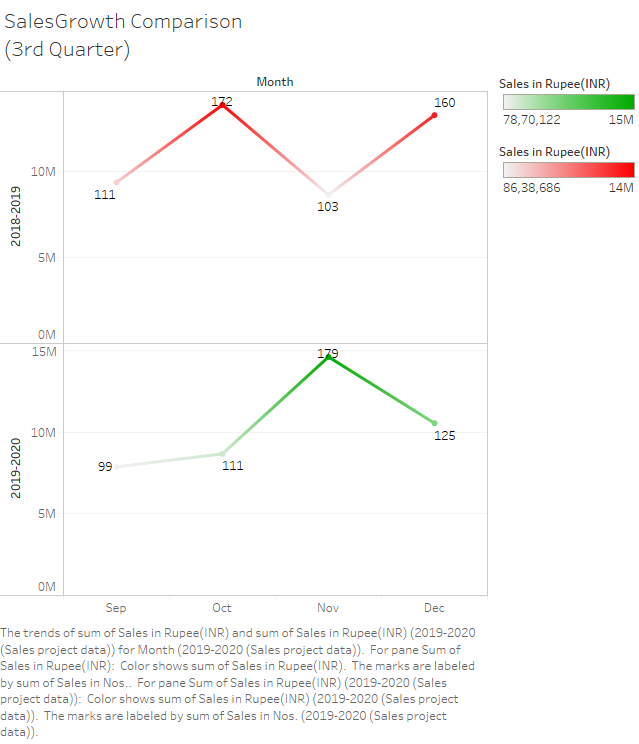 SalesGrowth Comparison
(3rd Quarter)
Month
Sales in Rupee(INR)
78,70,122 15M
Sales in Rupee(INR)
86,38,686 14M
2018-2019
10M
5M
0M
111
172
103
160
2019-2020
15M
10M
5M
0M
99
111
179
125
Sep Oct Nov Dec
The trends of sum of Sales in Rupee(INR) and sum of Sales in Rupee(INR) (2019-2020
(Sales project data)) for Month (2019-2020 (Sales project data)).  For pane Sum of
Sales in Rupee(INR):  Color shows sum of Sales in Rupee(INR).  The marks are labeled
by sum of Sales in Nos..  For pane Sum of Sales in Rupee(INR) (2019-2020 (Sales
project data)):  Color shows sum of Sales in Rupee(INR) (2019-2020 (Sales project
data)).  The marks are labeled by sum of Sales in Nos. (2019-2020 (Sales project
data)).